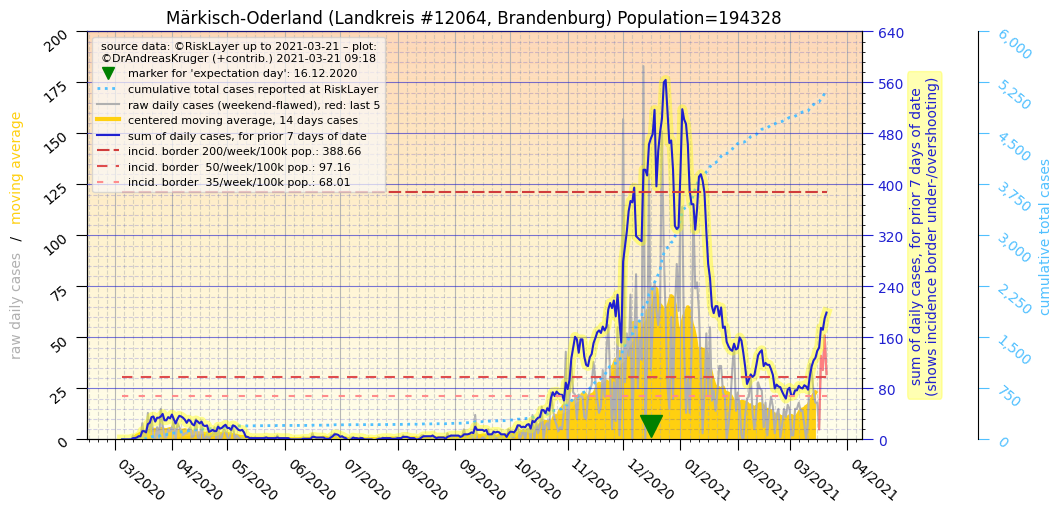 Märkisch-Oderland (Landkreis #12064, Brandenburg) Population=194328
source data: ©RiskLayer up to 2021-03-21 – plot:
©DrAndreasKruger (+contrib.) 2021-03-21 09:18
marker for 'expectation day': 16.12.2020
cumulative total cases reported at RiskLayer
raw daily cases (weekend-flawed), red: last 5
centered moving average, 14 days cases
sum of daily cases, for prior 7 days of date
incid. border 200/week/100k pop.: 388.66
incid. border  50/week/100k pop.: 97.16
incid. border  35/week/100k pop.: 68.01
raw daily cases / moving average
200
175
150
125
100
75
50
25
0
640
560
480
400
320
240
160
80
0
sum of daily cases, for prior 7 days of date
(shows incidence border under-/overshooting)
6,000
5,250
4,500
3,750
3,000
2,250
1,500
750
0
cumulative total cases
03/2020
04/2020
05/2020
06/2020
07/2020
08/2020
09/2020
10/2020
11/2020
12/2020
01/2021
02/2021
03/2021
04/2021